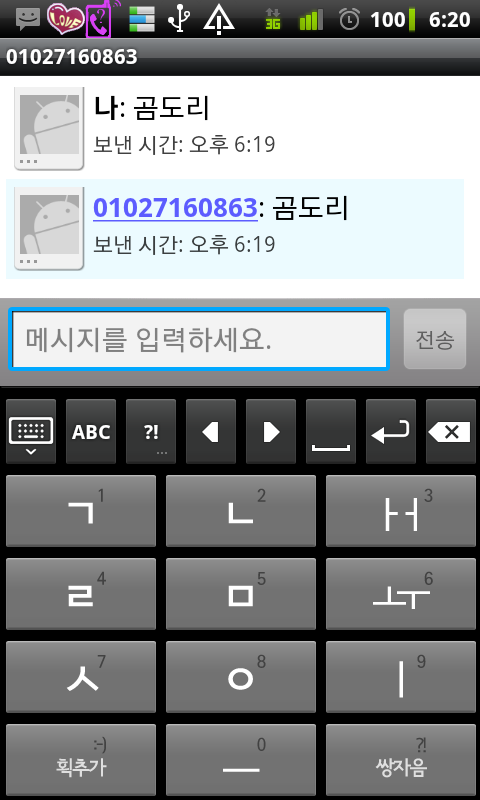 LOVE ? 3G 100 6:20
01027160863
나: 곰도리
보낸 시간: 오후 6:19
01027160863: 곰도리
보낸 시간: 오후 6:19
메시지를 입력하세요. 전송
ABC ?! ...
ㄱ 1 ㄴ 2 ㅏㅓ 3
ㄹ 4 ㅁ 5 ㅗㅜ 6
ㅅ 7 ㅇ 8 ㅣ 9
획추가 :-) ㅡ 0 쌍자음 ?!